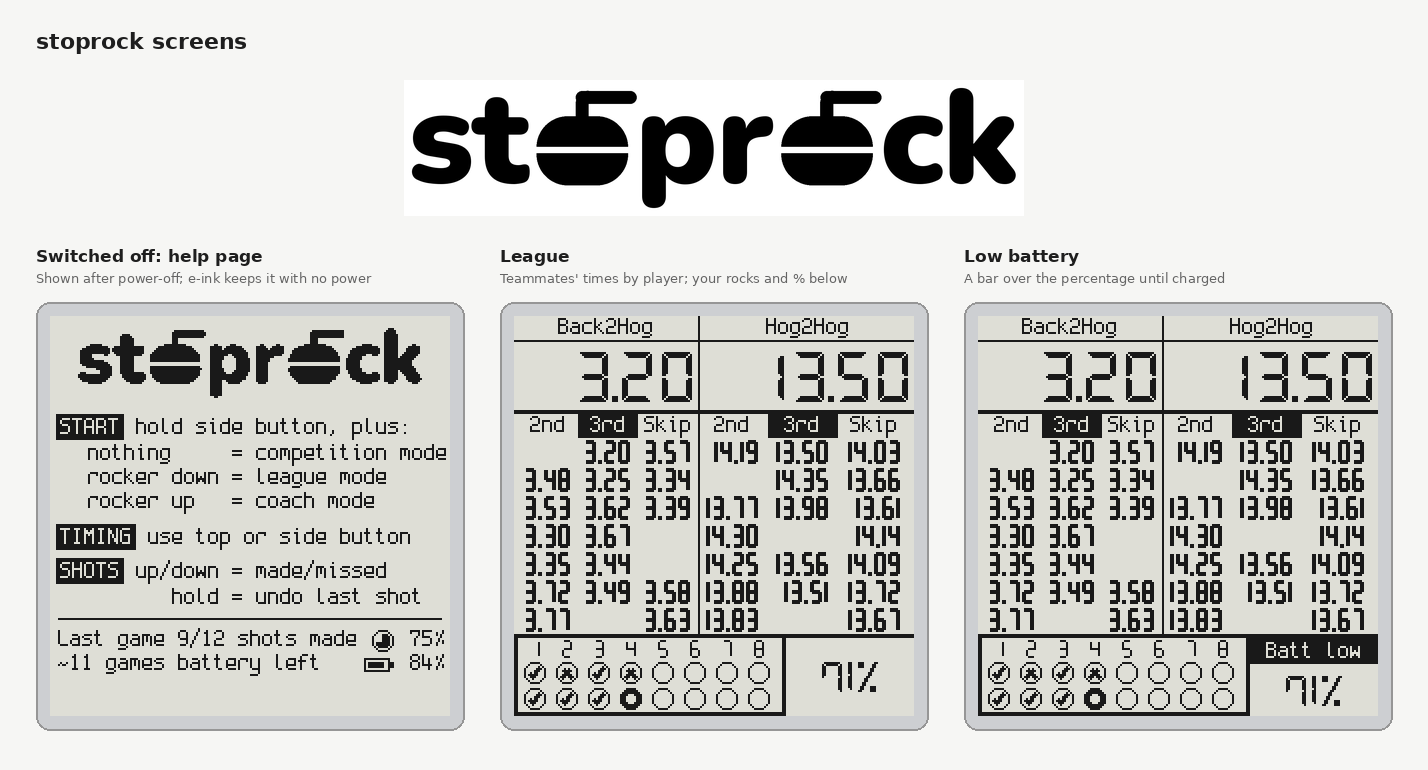 stoprock screens
stoprock
Switched off: help page
Shown after power-off; e-ink keeps it with no power
stoprock
START hold side button, plus:
nothing = competition mode
rocker down = league mode
rocker up = coach mode
TIMING use top or side button
SHOTS up/down = made/missed
hold = undo last shot
Last game 9/12 shots made 75%
~11 games battery left 84%
League
Teammates' times by player; your rocks and % below
Back2Hog Hog2Hog
3.20 13.50
2nd 3rd Skip 2nd 3rd Skip
3.20 3.57 14.19 13.50 14.03
3.48 3.25 3.34 14.35 13.66
3.53 3.62 3.39 13.77 13.98 13.61
3.30 3.67 14.30 14.14
3.35 3.44 14.25 13.56 14.09
3.72 3.49 3.58 13.88 13.51 13.72
3.77 3.63 13.83 13.67
1 2 3 4 5 6 7 8
71%
Low battery
A bar over the percentage until charged
Back2Hog Hog2Hog
3.20 13.50
2nd 3rd Skip 2nd 3rd Skip
3.20 3.57 14.19 13.50 14.03
3.48 3.25 3.34 14.35 13.66
3.53 3.62 3.39 13.77 13.98 13.61
3.30 3.67 14.30 14.14
3.35 3.44 14.25 13.56 14.09
3.72 3.49 3.58 13.88 13.51 13.72
3.77 3.63 13.83 13.67
1 2 3 4 5 6 7 8
Batt low
71%